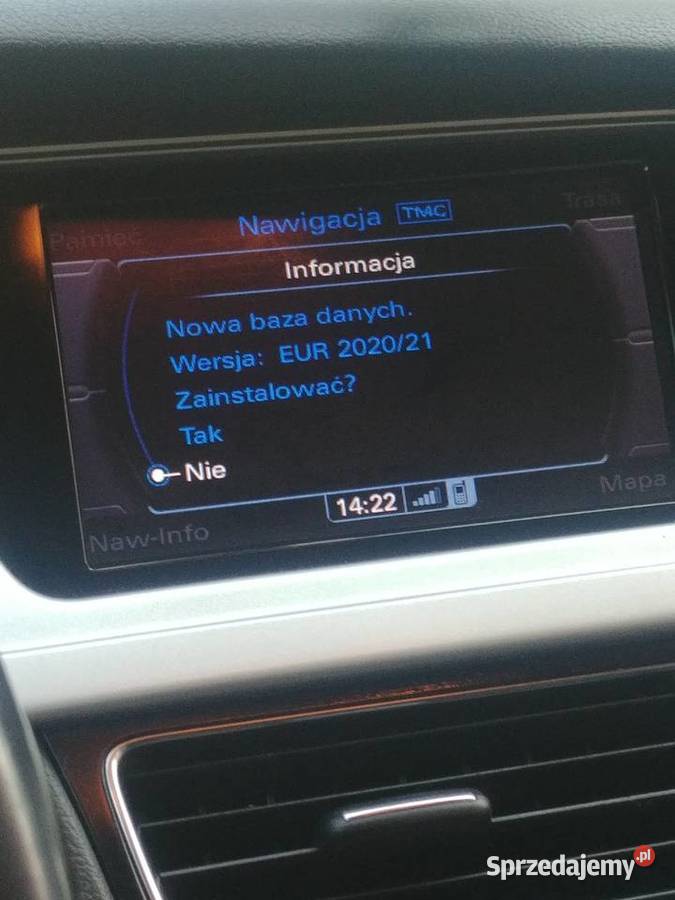 Pamięć
Nawigacja TMC
Trasa
Informacja
Nowa baza danych.
Wersja: EUR 2020/21
Zainstalować?
Tak
Nie
14:22
Naw-Info
Mapa
Sprzedajemy.pl